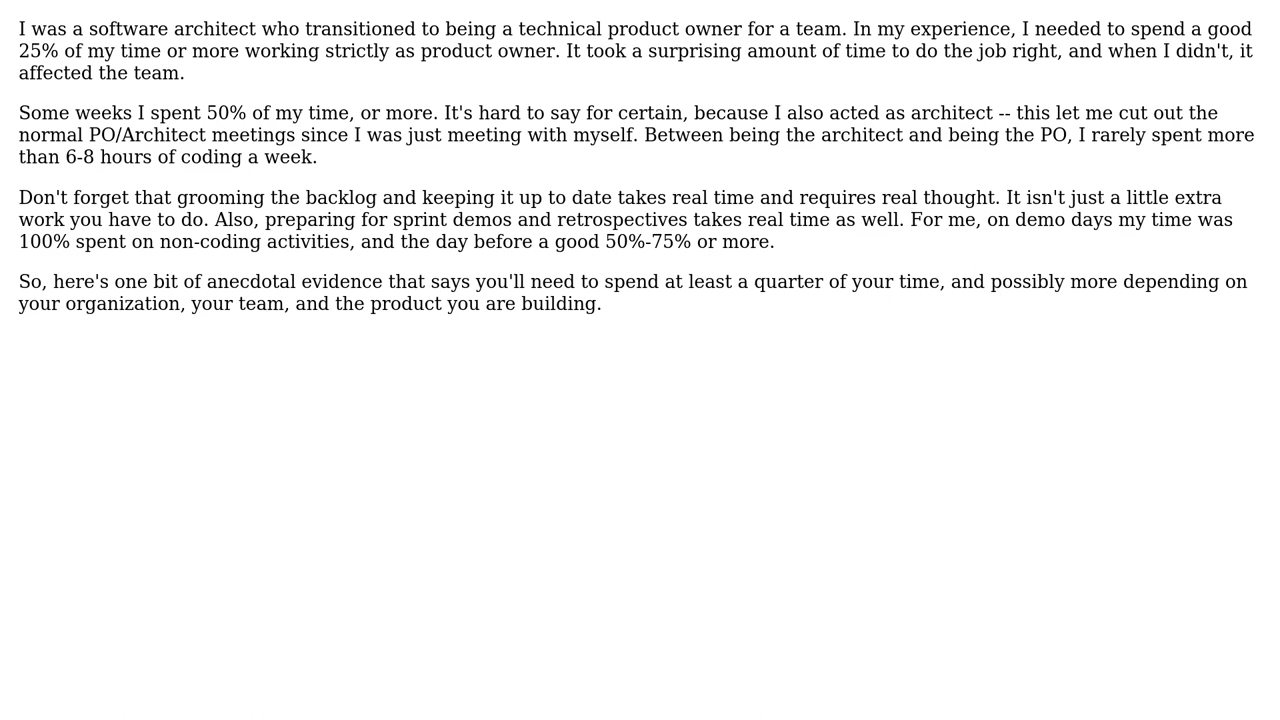 I was a software architect who transitioned to being a technical product owner for a team. In my experience, I needed to spend a good
25% of my time or more working strictly as product owner. It took a surprising amount of time to do the job right, and when I didn't, it
affected the team.
Some weeks I spent 50% of my time, or more. It's hard to say for certain, because I also acted as architect -- this let me cut out the
normal PO/Architect meetings since I was just meeting with myself. Between being the architect and being the PO, I rarely spent more
than 6-8 hours of coding a week.
Don't forget that grooming the backlog and keeping it up to date takes real time and requires real thought. It isn't just a little extra
work you have to do. Also, preparing for sprint demos and retrospectives takes real time as well. For me, on demo days my time was
100% spent on non-coding activities, and the day before a good 50%-75% or more.
So, here's one bit of anecdotal evidence that says you'll need to spend at least a quarter of your time, and possibly more depending on
your organization, your team, and the product you are building.